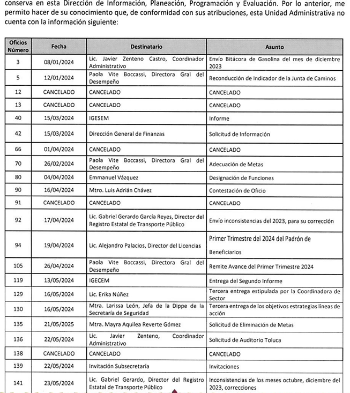 conserva en esta Dirección de Información, Planeación, Programación y Evaluación. Por lo anterior, me
permito hacer de su conocimiento que, de conformidad con sus atribuciones, esta Unidad Administrativa no
cuenta con la información siguiente:
Oficios Número Fecha Destinatario Asunto
3 08/01/2024 Lic. Javier Zenteno Castro, Coordinador Administrativo Envío Bitácora de Gasolina del mes de diciembre 2023
5 12/01/2024 Paola Vite Boccassi, Directora Gral del Desempeño Reconducción de Indicador de la Junta de Caminos
12 CANCELADO CANCELADO CANCELADO
13 CANCELADO CANCELADO CANCELADO
40 15/03/2024 IGESEM Informe
42 15/03/2024 Dirección General de Finanzas Solicitud de Información
66 01/04/2024 CANCELADO CANCELADO
70 26/02/2024 Paola Vite Boccassi, Directora Gral del Desempeño Adecuación de Metas
80 04/04/2024 Emmanuel Vázquez Designación de Funciones
90 16/04/2024 Mtro. Luis Adrián Chávez Contestación de Oficio
91 CANCELADO CANCELADO CANCELADO
92 17/04/2024 Lic. Gabriel Gerardo García Reyes, Director del Registro Estatal de Transporte Público Envío inconsistencias del 2023, para su corrección
94 19/04/2024 Lic. Alejandro Palacios, Director del Licencias Primer Trimestre del 2024 del Padrón de Beneficiarios
105 26/04/2024 Paola Vite Boccassi, Directora Gral del Desempeño Remite Avance del Primer Trimestre 2024
119 13/05/2024 IGECEM Entrega del Segundo Informe
129 16/05/2024 Lic. Erika Núñez Tercera entrega estipulada por la Coordinadora de Sector
130 16/05/2024 Mtra. Larissa León, Jefa de la Dippe de la Secretaría de Seguridad Tercera entrega de los objetivos estrategias líneas de acción
135 21/05/2025 Mtra. Mayra Aquilea Reverte Gómez Solicitud de Eliminación de Metas
136 22/05/2024 Lic. Javier Zenteno, Coordinador Administrativo Solicitud de Auditorio Toluca
138 CANCELADO CANCELADO CANCELADO
139 22/05/2024 Invitación Subsecretaria Invitaciones
141 23/05/2024 Lic. Gabriel Gerardo, Director del Registro Estatal de Transporte Público Inconsistencias de los meses octubre, diciembre del 2023, correcciones